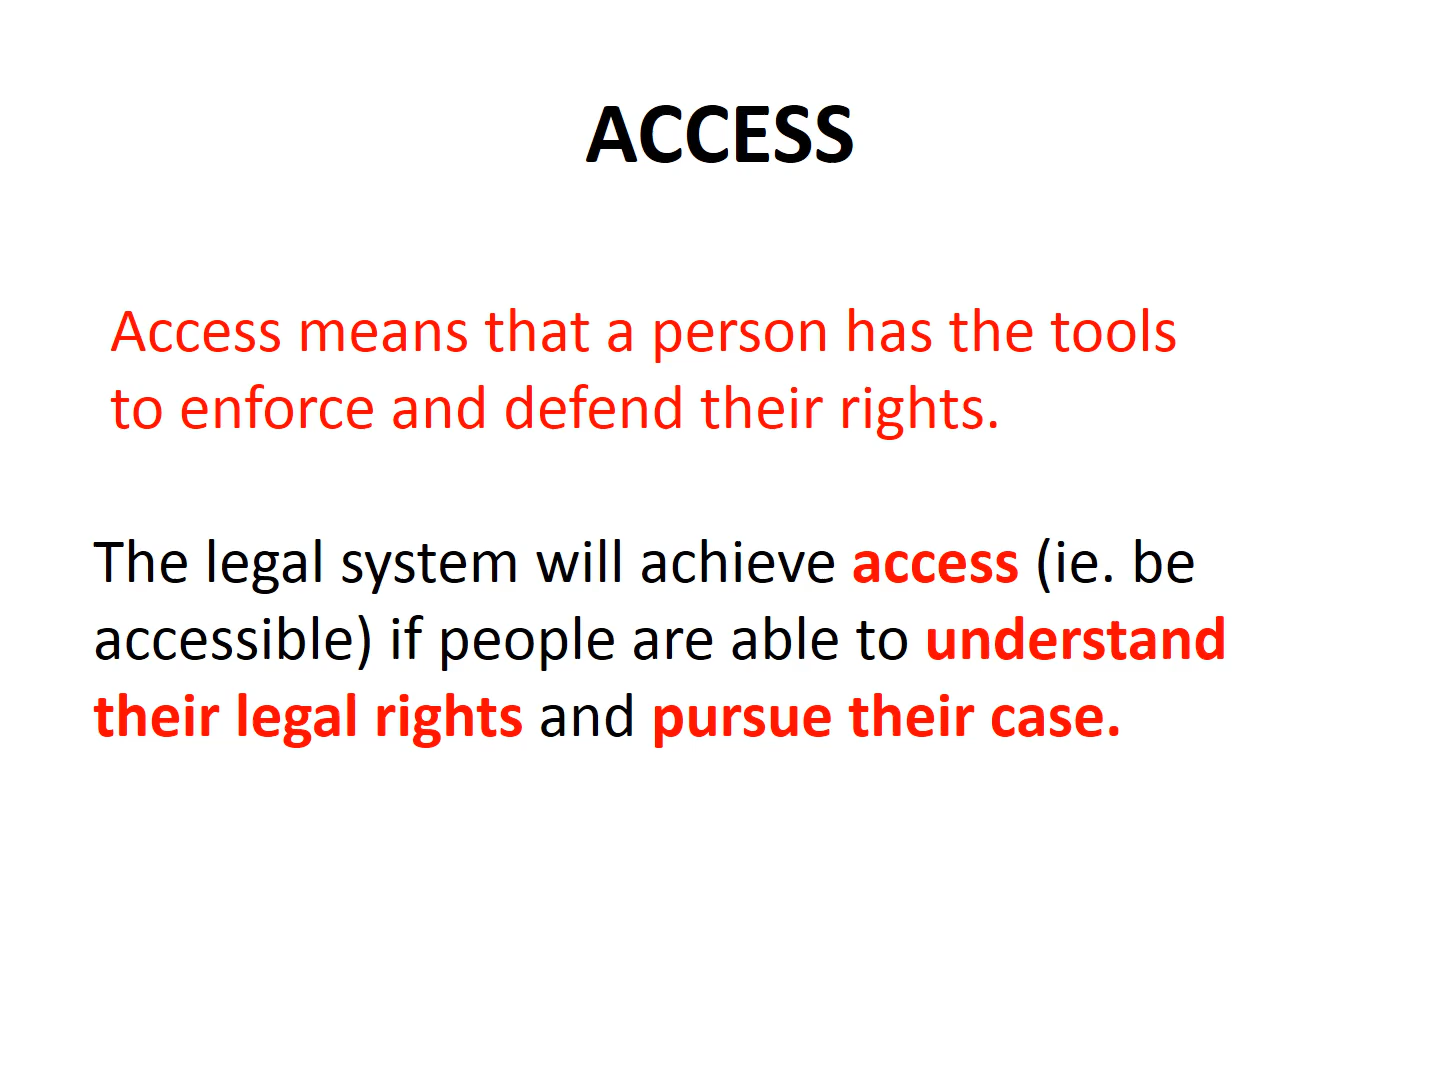 ACCESS
Access means that a person has the tools
to enforce and defend their rights.
The legal system will achieve access (ie. be
accessible) if people are able to understand
their legal rights and pursue their case.